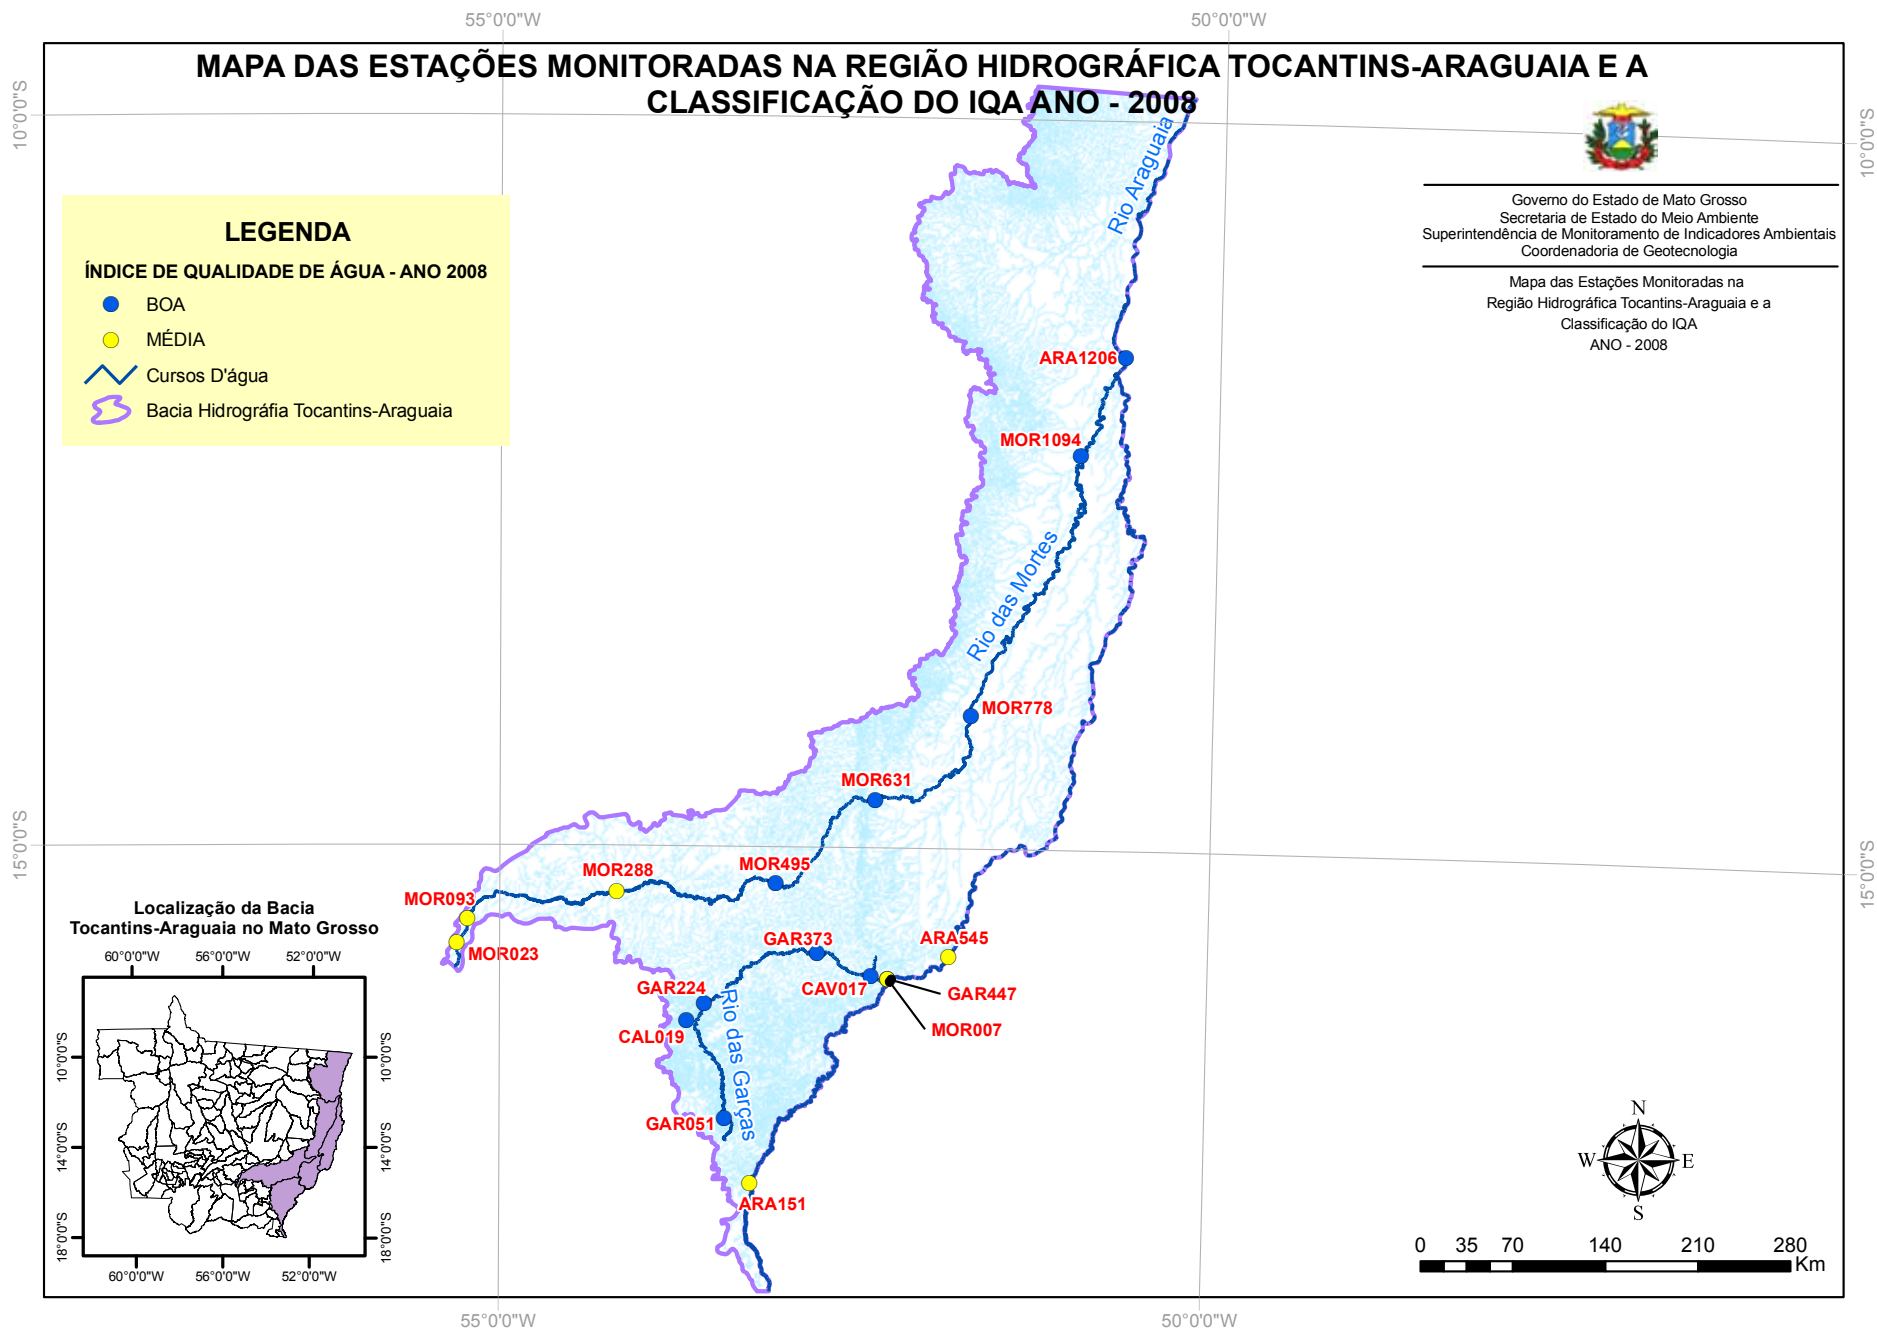 55°0'0"W
50°0'0"W
MAPA DAS ESTAÇÕES MONITORADAS NA REGIÃO HIDROGRÁFICA TOCANTINS-ARAGUAIA E A
CLASSIFICAÇÃO DO IQA ANO - 2008
10°0'0"S
10°0'0"S
LEGENDA
ÍNDICE DE QUALIDADE DE ÁGUA - ANO 2008
BOA
MÉDIA
Cursos D'água
Bacia Hidrográfia Tocantins-Araguaia
Governo do Estado de Mato Grosso
Secretaria de Estado do Meio Ambiente
Superintendência de Monitoramento de Indicadores Ambientais
Coordenadoria de Geotecnologia
Mapa das Estações Monitoradas na
Região Hidrográfica Tocantins-Araguaia e a
Classificação do IQA
ANO - 2008
Rio Araguaia
ARA1206
MOR1094
Rio das Mortes
MOR778
MOR631
MOR495
MOR288
MOR093
MOR023
GAR373
ARA545
CAV017
GAR447
MOR007
GAR224
CAL019
Rio das Garças
GAR051
ARA151
15°0'0"S
15°0'0"S
Localização da Bacia
Tocantins-Araguaia no Mato Grosso
60°0'0"W
56°0'0"W
52°0'0"W
10°0'0"S
10°0'0"S
14°0'0"S
14°0'0"S
18°0'0"S
18°0'0"S
60°0'0"W
56°0'0"W
52°0'0"W
N
W
E
S
0 35 70 140 210 280
Km
55°0'0"W
50°0'0"W